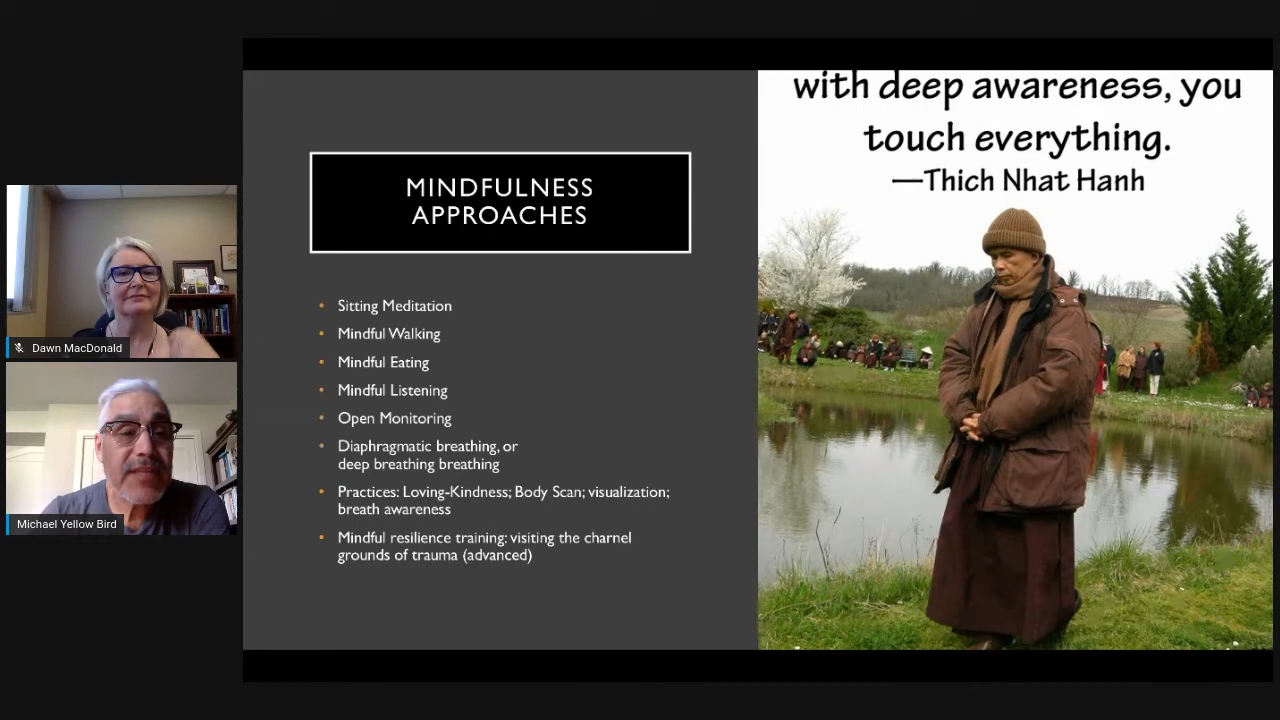 Dawn MacDonald
Michael Yellow Bird
MINDFULNESS
APPROACHES
• Sitting Meditation
• Mindful Walking
• Mindful Eating
• Mindful Listening
• Open Monitoring
• Diaphragmatic breathing, or
deep breathing breathing
• Practices: Loving-Kindness; Body Scan; visualization;
breath awareness
• Mindful resilience training: visiting the charnel
grounds of trauma (advanced)
with deep awareness, you
touch everything.
—Thich Nhat Hanh